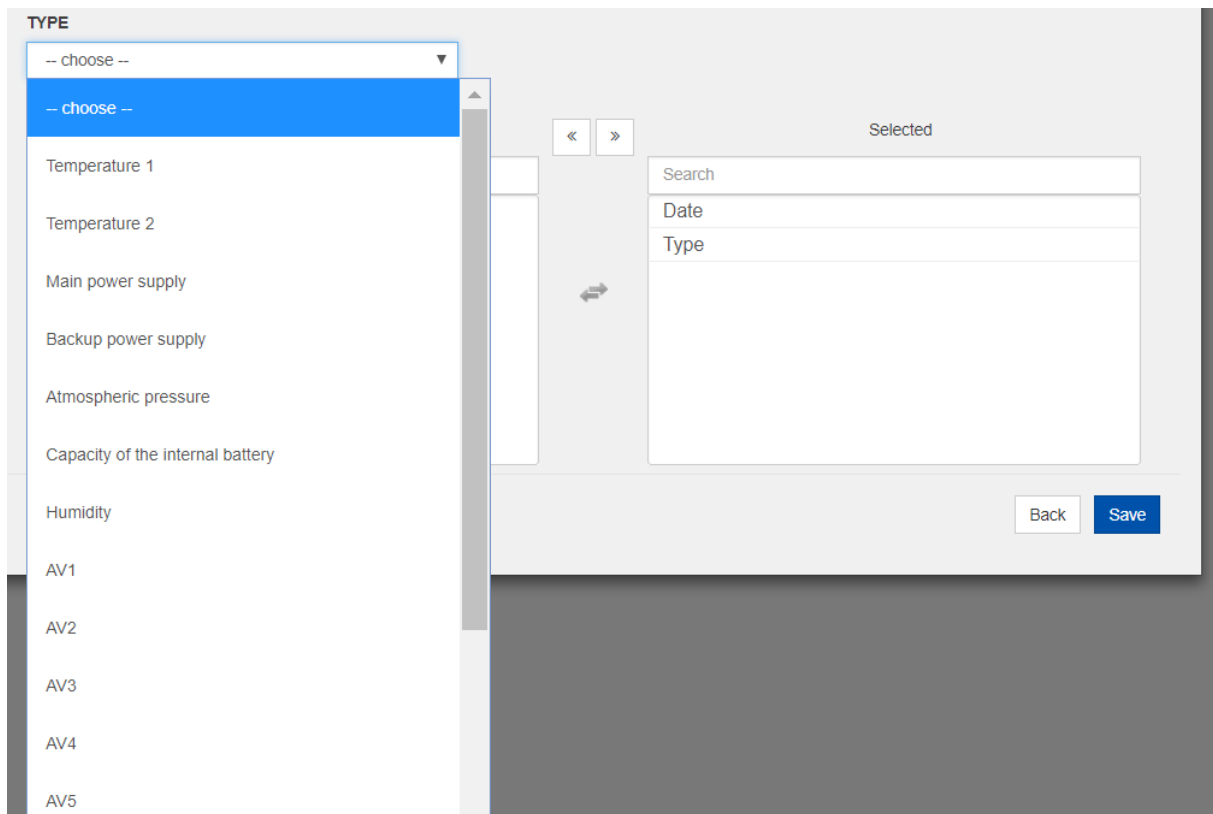 TYPE
-- choose --
-- choose --
Temperature 1
Temperature 2
Main power supply
Backup power supply
Atmospheric pressure
Capacity of the internal battery
Humidity
AV1
AV2
AV3
AV4
AV5
« »
Selected
Search
Date
Type
Back Save